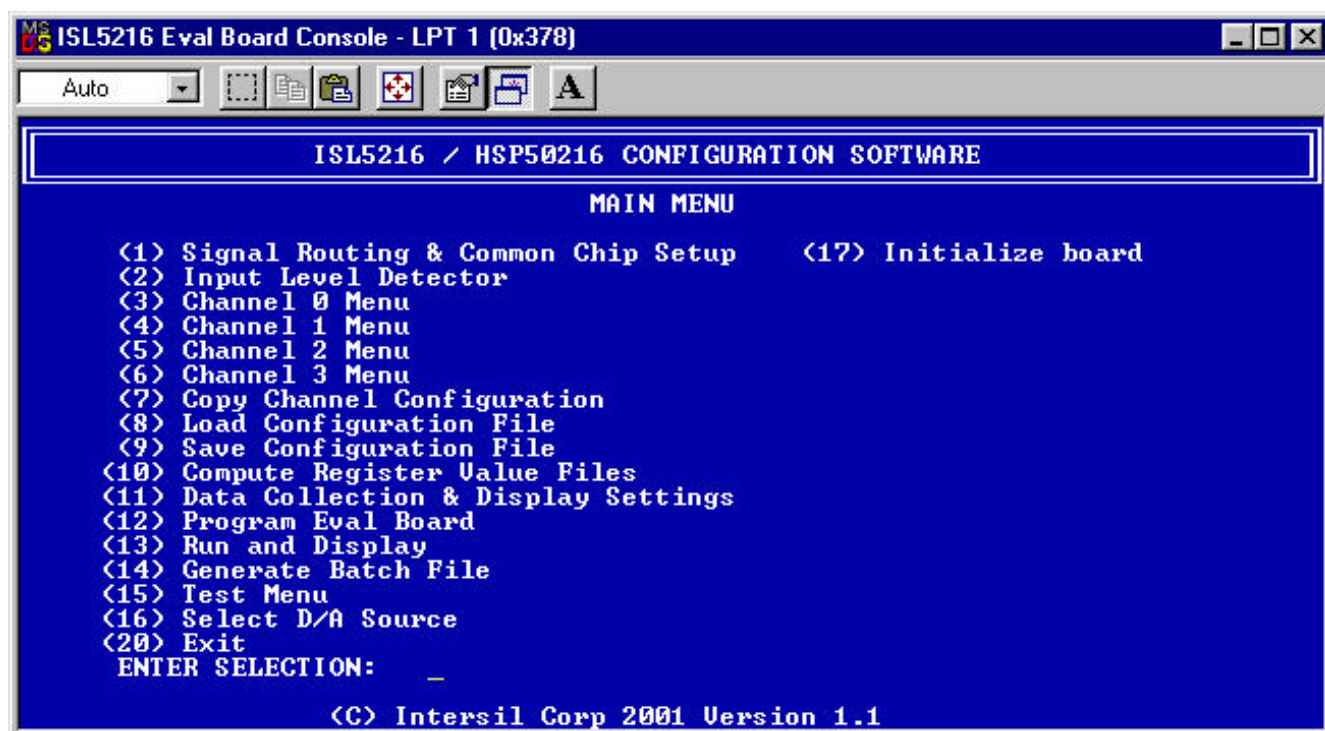 ISL5216 Eval Board Console - LPT 1 (0x378)
Auto
A
ISL5216 / HSP50216 CONFIGURATION SOFTWARE
MAIN MENU
(1) Signal Routing & Common Chip Setup (17) Initialize board
(2) Input Level Detector
(3) Channel 0 Menu
(4) Channel 1 Menu
(5) Channel 2 Menu
(6) Channel 3 Menu
(7) Copy Channel Configuration
(8) Load Configuration File
(9) Save Configuration File
(10) Compute Register Value Files
(11) Data Collection & Display Settings
(12) Program Eval Board
(13) Run and Display
(14) Generate Batch File
(15) Test Menu
(16) Select D/A Source
(20) Exit
ENTER SELECTION: _
(C) Intersil Corp 2001 Version 1.1